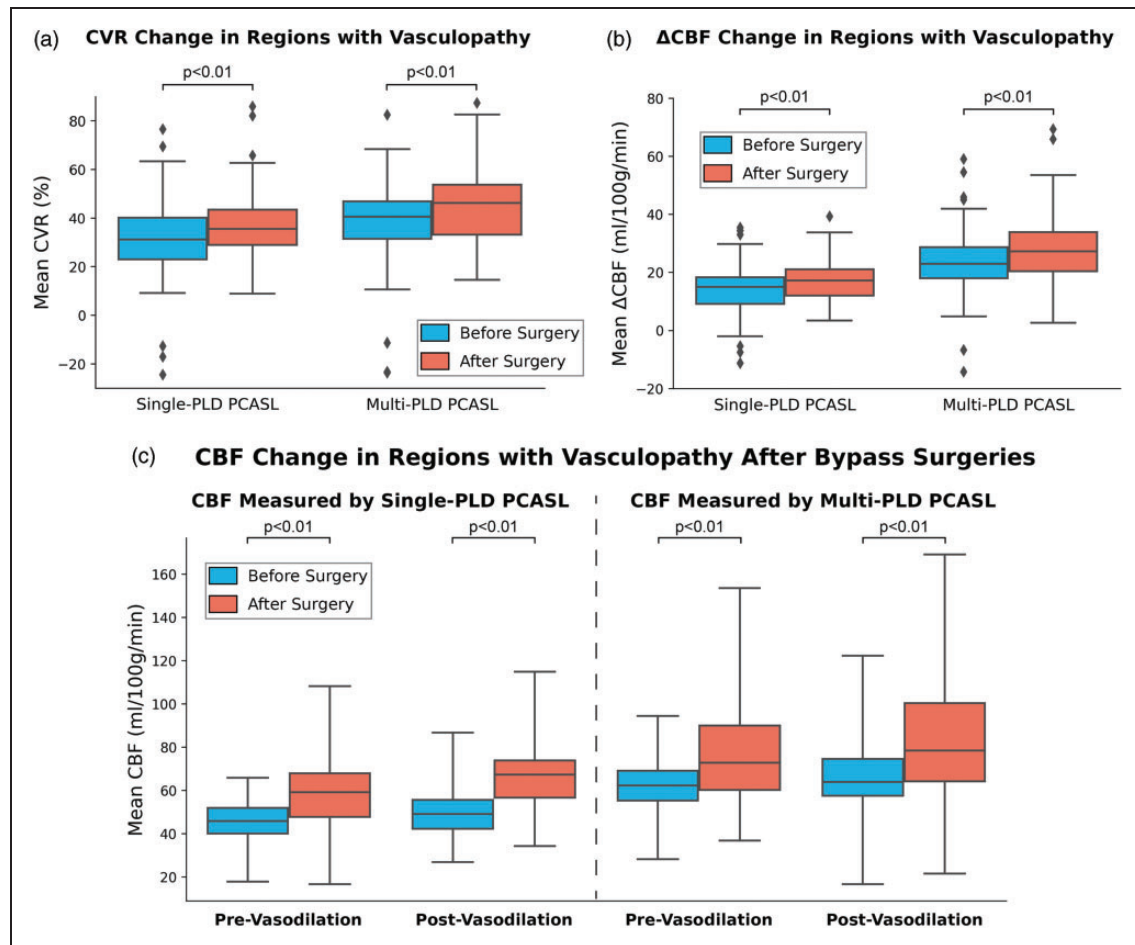 (a) CVR Change in Regions with Vasculopathy
p<0.01 p<0.01
Mean CVR (%)
80
60
40
20
0
−20
Before Surgery
After Surgery
Single-PLD PCASL Multi-PLD PCASL
(b) ΔCBF Change in Regions with Vasculopathy
p<0.01 p<0.01
Mean ΔCBF (ml/100g/min)
80
60
40
20
0
−20
Before Surgery
After Surgery
Single-PLD PCASL Multi-PLD PCASL
(c) CBF Change in Regions with Vasculopathy After Bypass Surgeries
CBF Measured by Single-PLD PCASL CBF Measured by Multi-PLD PCASL
p<0.01 p<0.01 p<0.01 p<0.01
Mean CBF (ml/100g/min)
160
140
120
100
80
60
40
20
Before Surgery
After Surgery
Pre-Vasodilation Post-Vasodilation Pre-Vasodilation Post-Vasodilation